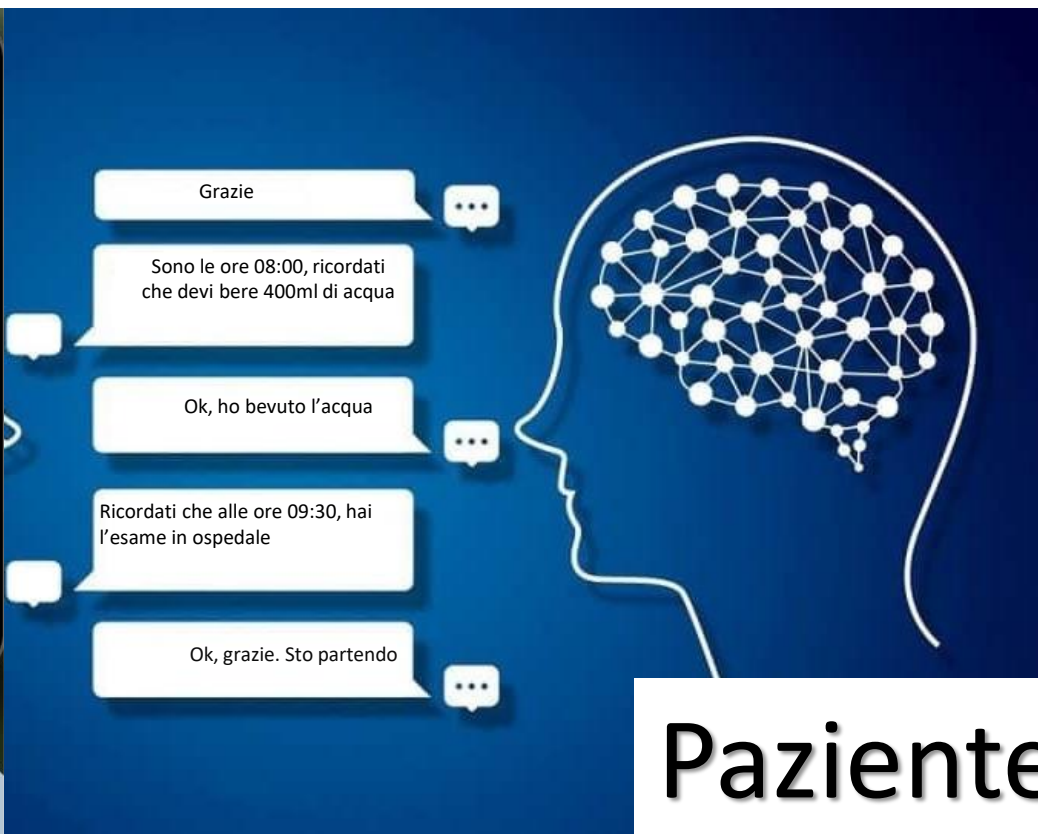 Grazie
Sono le ore 08:00, ricordati
che devi bere 400ml di acqua
Ok, ho bevuto l’acqua
Ricordati che alle ore 09:30, hai
l’esame in ospedale
Ok, grazie. Sto partendo
Paziente